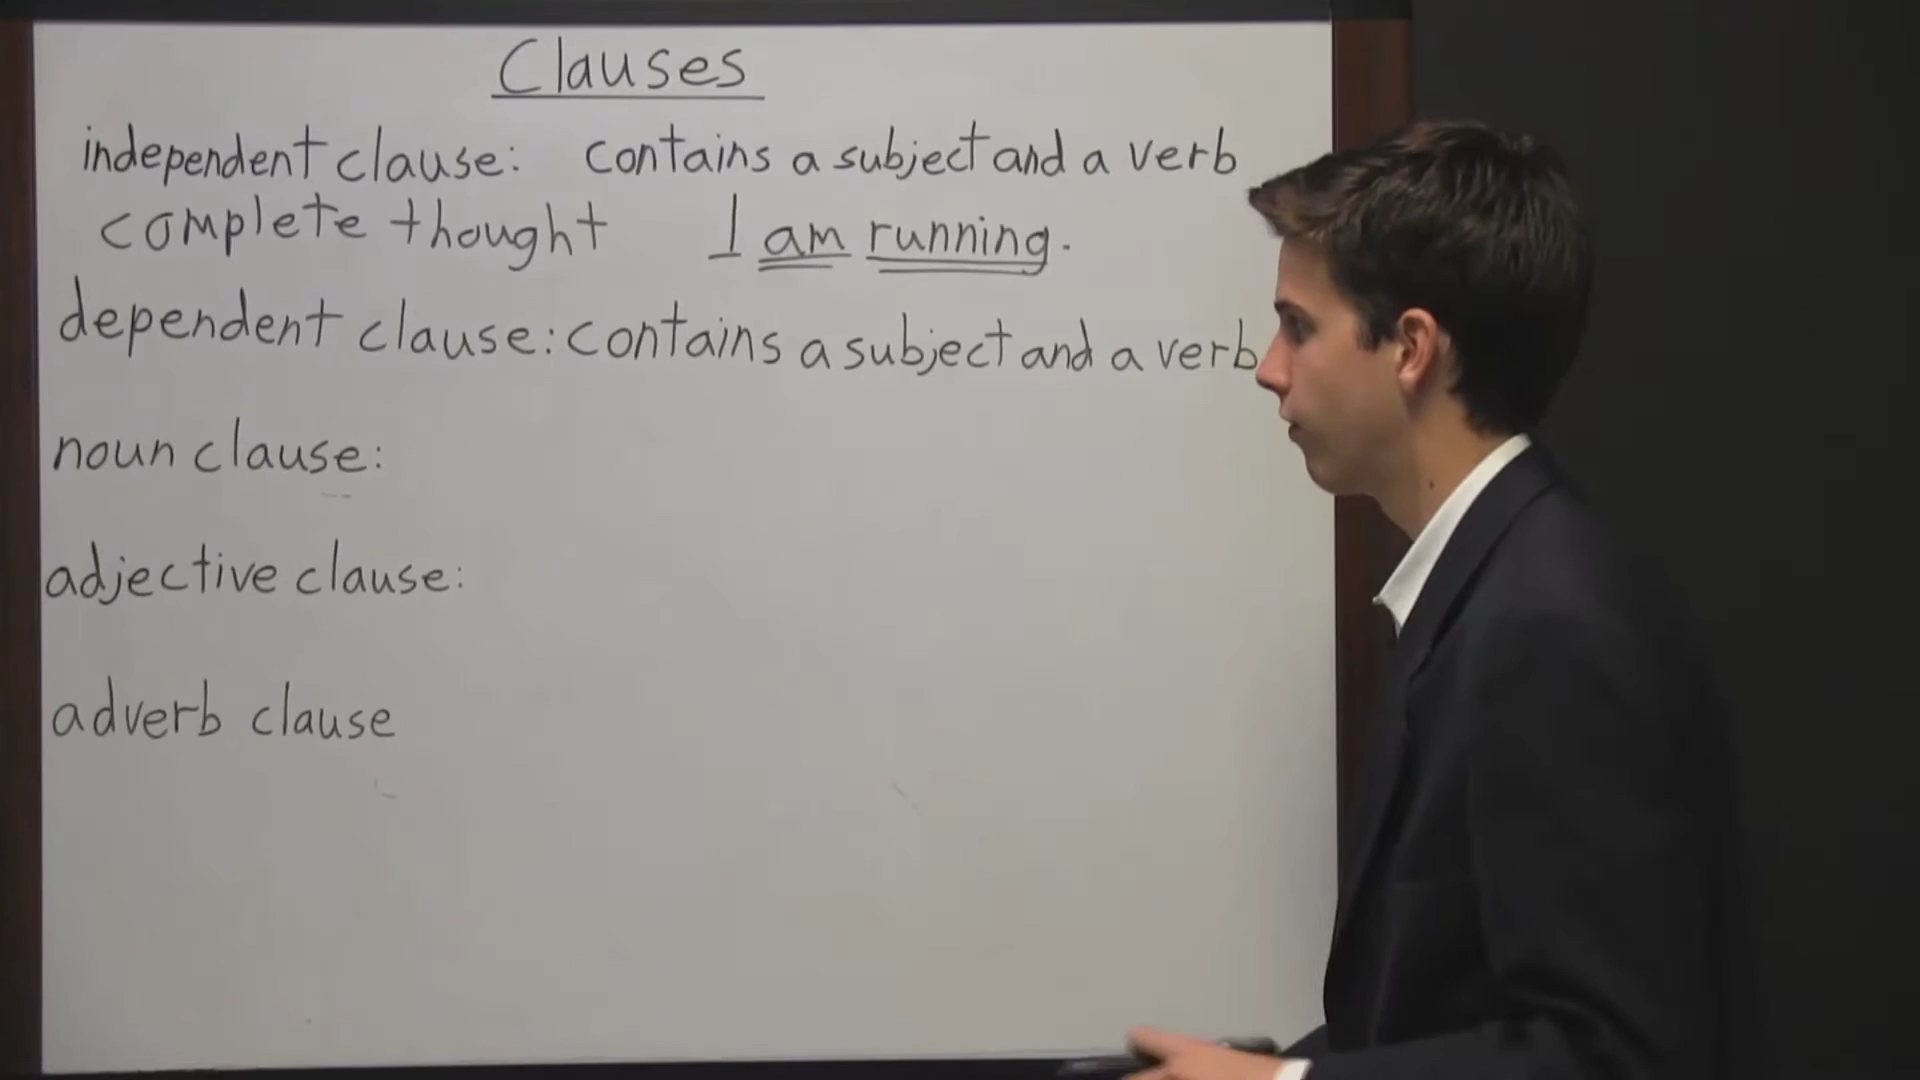 Clauses
independent clause: contains a subject and a verb
complete thought I am running.
dependent clause: contains a subject and a verb
noun clause:
adjective clause:
adverb clause